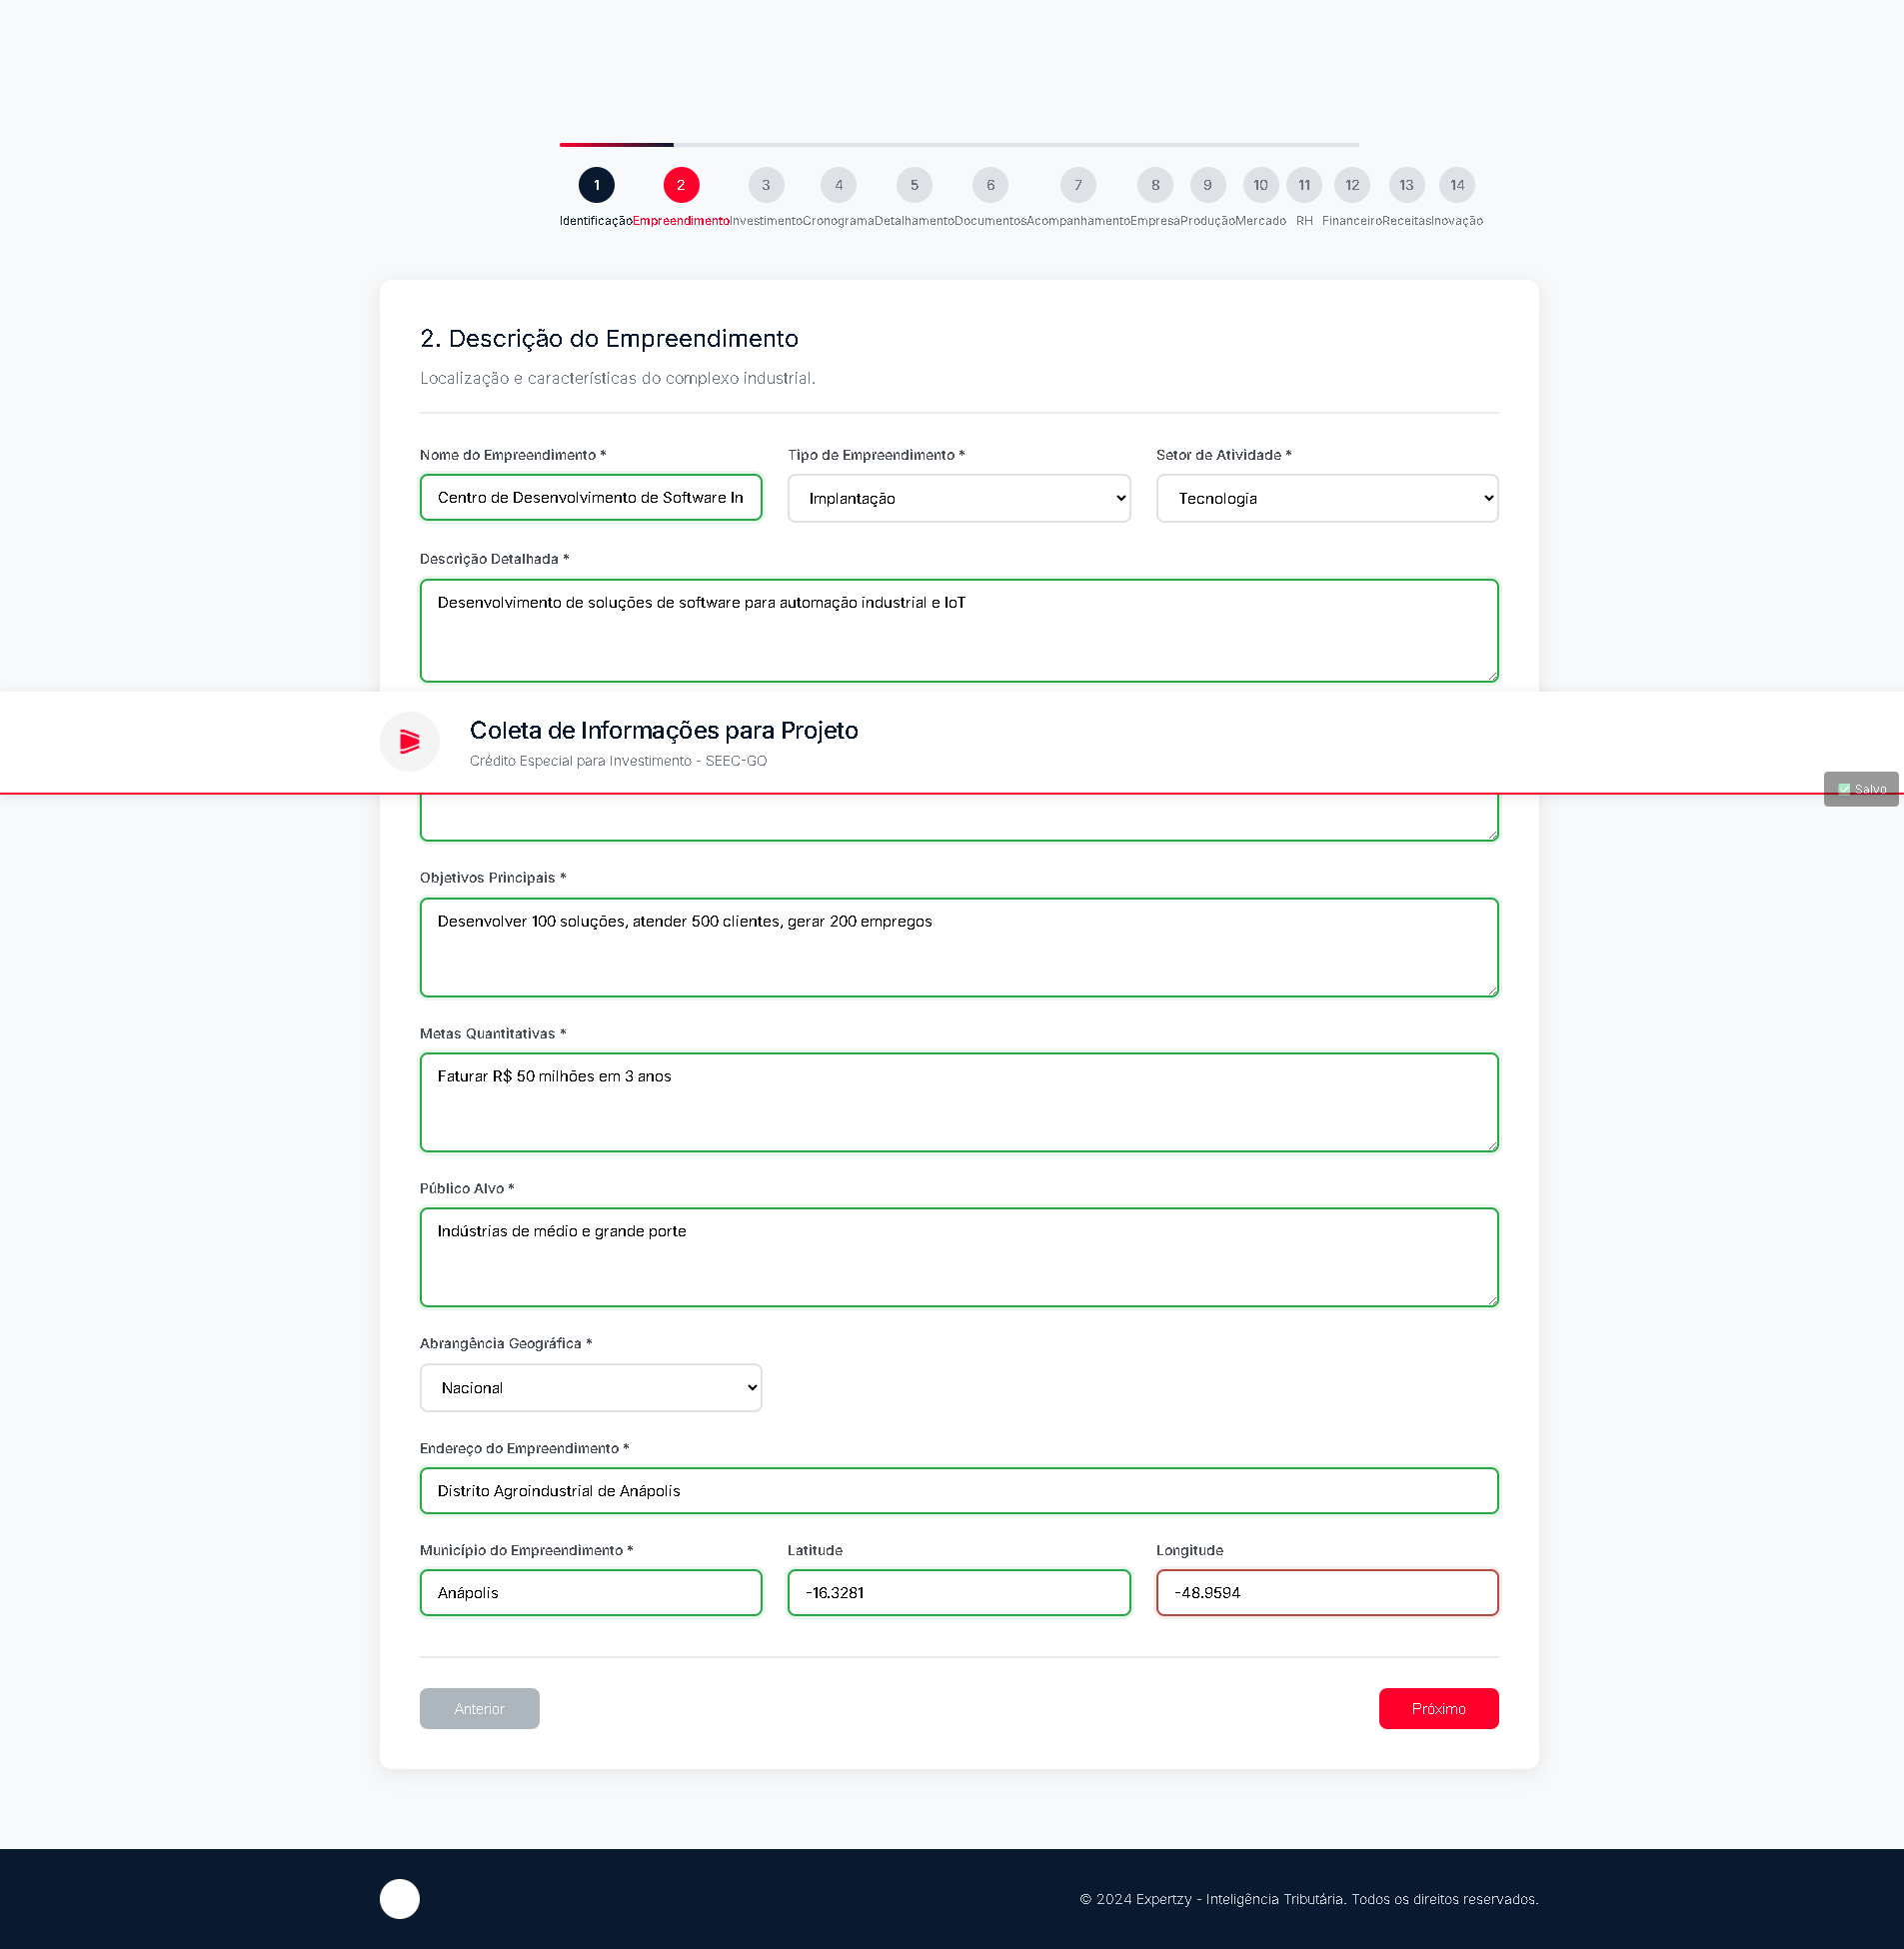 1 2 3 4 5 6 7 8 9 10 11 12 13 14
Identificação Empreendimento Investimento Cronograma Detalhamento Documentos Acompanhamento Empresa Produção Mercado RH Financeiro Receitas Inovação
2. Descrição do Empreendimento
Localização e características do complexo industrial.
Nome do Empreendimento * Tipo de Empreendimento * Setor de Atividade *
Centro de Desenvolvimento de Software In Implantação Tecnologia
Descrição Detalhada *
Desenvolvimento de soluções de software para automação industrial e IoT
Coleta de Informações para Projeto
Crédito Especial para Investimento - SEEC-GO
Salvo
Objetivos Principais *
Desenvolver 100 soluções, atender 500 clientes, gerar 200 empregos
Metas Quantitativas *
Faturar R$ 50 milhões em 3 anos
Público Alvo *
Indústrias de médio e grande porte
Abrangência Geográfica *
Nacional
Endereço do Empreendimento *
Distrito Agroindustrial de Anápolis
Município do Empreendimento * Latitude Longitude
Anápolis -16.3281 -48.9594
Anterior Próximo
© 2024 Expertzy - Inteligência Tributária. Todos os direitos reservados.